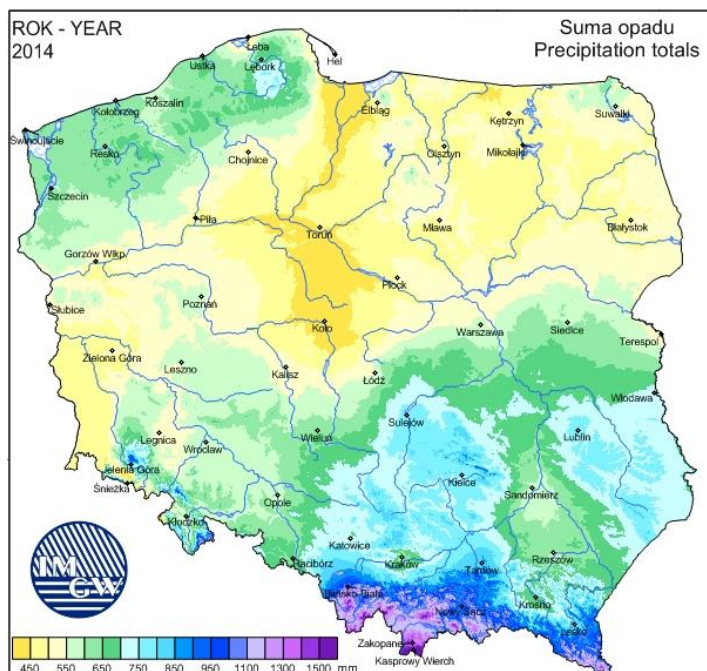 ROK - YEAR
2014
Suma opadu
Precipitation totals
Łeba
Hel
Ustka
Lębork
Koszalin
Kołobrzeg
Elbląg
Suwałki
Kętrzyn
Świnoujście
Resko
Chojnice
Olsztyn
Mikołajki
Szczecin
Piła
Toruń
Mława
Białystok
Gorzów Wlkp.
Płock
Słubice
Poznań
Koło
Warszawa
Siedlce
Terespol
Zielona Góra
Leszno
Kalisz
Łódź
Włodawa
Sulejów
Legnica
Wieluń
Lublin
Wrocław
Jelenia Góra
Kielce
Śnieżka
Opole
Sandomierz
Kłodzko
Katowice
Racibórz
Kraków
Tarnów
Rzeszów
Bielsko-Biała
Nowy Sącz
Krosno
Lesko
Zakopane
Kasprowy Wierch
IM
GW
450 550 650 750 850 950 1100 1300 1500 mm